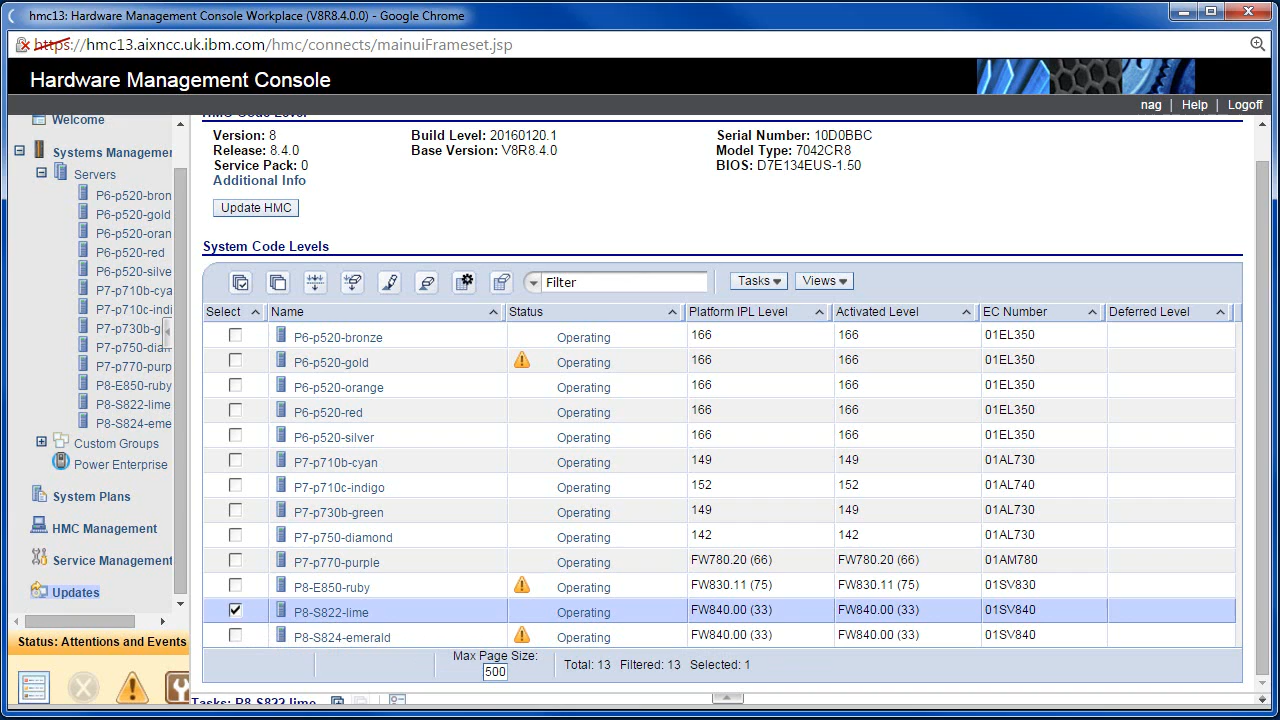 hmc13: Hardware Management Console Workplace (V8R8.4.0.0) - Google Chrome
https://hmc13.aixncc.uk.ibm.com/hmc/connects/mainuiFrameset.jsp
Hardware Management Console
nag | Help | Logoff
Welcome
Systems Managemen
Servers
P6-p520-bron
P6-p520-gold
P6-p520-oran
P6-p520-red
P6-p520-silve
P7-p710b-cya
P7-p710c-indi
P7-p730b-g
P7-p750-dian
P7-p770-purp
P8-E850-ruby
P8-S822-lime
P8-S824-eme
Custom Groups
Power Enterprise
System Plans
HMC Management
Service Management
Updates
Status: Attentions and Events
HMC Code Level
Version: 8 Build Level: 20160120.1 Serial Number: 10D0BBC
Release: 8.4.0 Base Version: V8R8.4.0 Model Type: 7042CR8
Service Pack: 0 BIOS: D7E134EUS-1.50
Additional Info
Update HMC
System Code Levels
Filter Tasks Views
Select Name Status Platform IPL Level Activated Level EC Number Deferred Level
P6-p520-bronze Operating 166 166 01EL350
P6-p520-gold Operating 166 166 01EL350
P6-p520-orange Operating 166 166 01EL350
P6-p520-red Operating 166 166 01EL350
P6-p520-silver Operating 166 166 01EL350
P7-p710b-cyan Operating 149 149 01AL730
P7-p710c-indigo Operating 152 152 01AL740
P7-p730b-green Operating 149 149 01AL730
P7-p750-diamond Operating 142 142 01AL730
P7-p770-purple Operating FW780.20 (66) FW780.20 (66) 01AM780
P8-E850-ruby Operating FW830.11 (75) FW830.11 (75) 01SV830
P8-S822-lime Operating FW840.00 (33) FW840.00 (33) 01SV840
P8-S824-emerald Operating FW840.00 (33) FW840.00 (33) 01SV840
Max Page Size:
500 Total: 13 Filtered: 13 Selected: 1
Tasks: P8-S822-lime